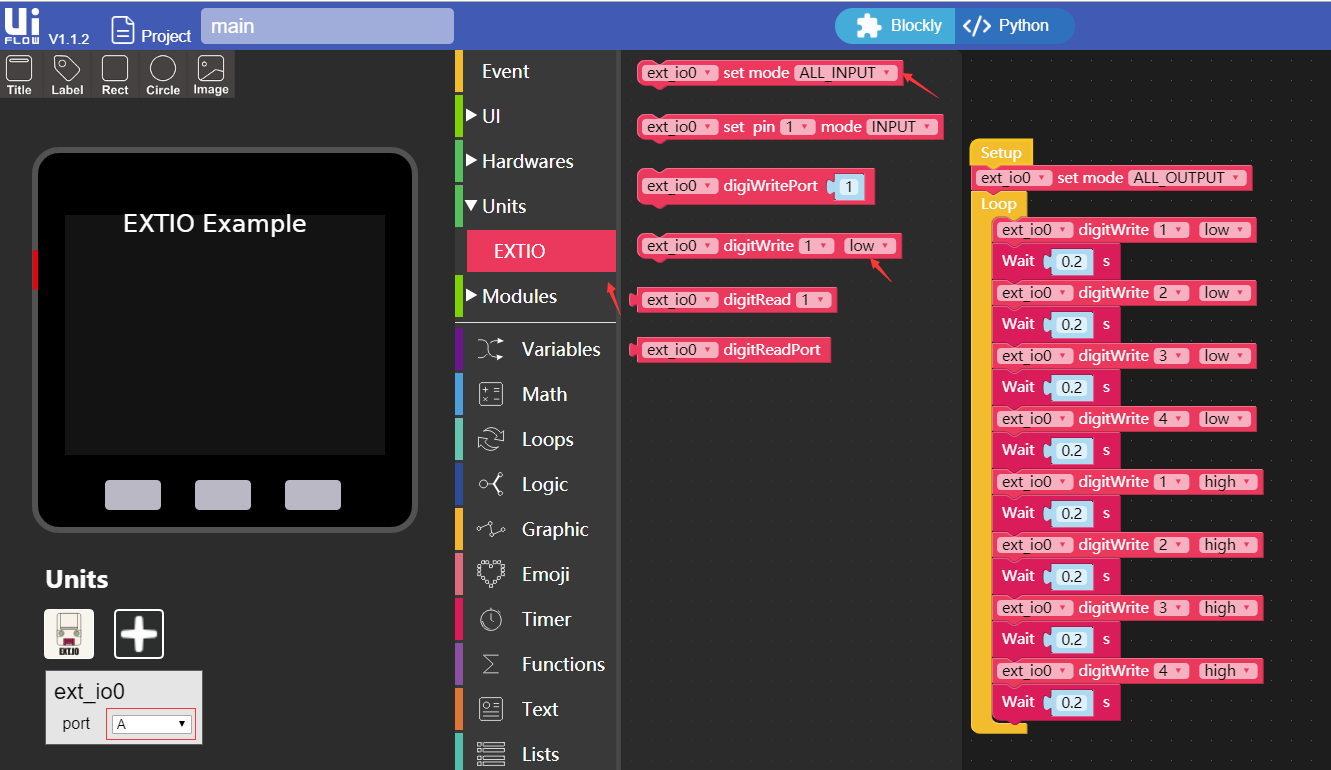 Ui
FLOW V1.1.2
Project
main
Blockly
</> Python
Title Label Rect Circle Image
EXTIO Example
Units
EXT.IO
ext_io0
port A
Event
UI
Hardwares
Units
EXTIO
Modules
Variables
Math
Loops
Logic
Graphic
Emoji
Timer
Functions
Text
Lists
ext_io0 set mode ALL_INPUT
ext_io0 set pin 1 mode INPUT
ext_io0 digiWritePort 1
ext_io0 digitWrite 1 low
ext_io0 digitRead 1
ext_io0 digitReadPort
Setup
ext_io0 set mode ALL_OUTPUT
Loop
ext_io0 digitWrite 1 low
Wait 0.2 s
ext_io0 digitWrite 2 low
Wait 0.2 s
ext_io0 digitWrite 3 low
Wait 0.2 s
ext_io0 digitWrite 4 low
Wait 0.2 s
ext_io0 digitWrite 1 high
Wait 0.2 s
ext_io0 digitWrite 2 high
Wait 0.2 s
ext_io0 digitWrite 3 high
Wait 0.2 s
ext_io0 digitWrite 4 high
Wait 0.2 s